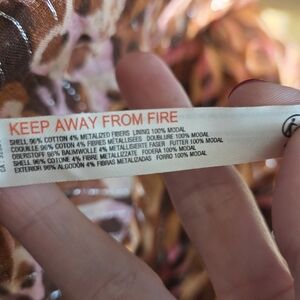 KEEP AWAY FROM FIRE
SHELL 96% COTTON 4% METALIZED FIBERS LINING 100% MODAL
COQUILLE 96% COTON 4% FIBRES METALLISEES DOUBLURE 100% MODAL
OBERSTOFF 96% BAUMWOLLE 4% METALLISIERTE FASER FUTTER 100% MODAL
SHELL 96% COTONE 4% FIBRE METALLIZZATE FODERA 100% MODAL
EXTERIOR 96% ALGODÓN 4% FIBRAS METALIZADAS FORRO 100% MODAL